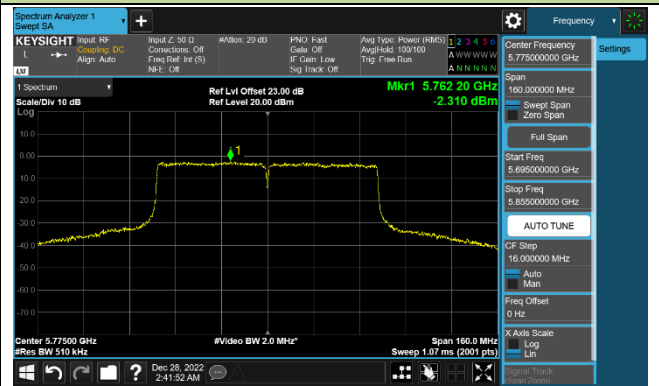 Spectrum Analyzer 1
Swept SA
+
Frequency
KEYSIGHT
Input: RF
Coupling: DC
Align: Auto
Input Z: 50 Ω
Corrections: Off
Freq Ref: Int (S)
NFE: Off
#Atten: 20 dB
PNO: Fast
Gate: Off
IF Gain: Low
Sig Track: Off
Avg Type: Power (RMS)
Avg|Hold: 100/100
Trig: Free Run
1 2 3 4 5 6
A W W W W W
A N N N N N
L
LXI
1 Spectrum
Scale/Div 10 dB
Log
Ref Lvl Offset 23.00 dB
Ref Level 20.00 dBm
Mkr1 5.762 20 GHz
-2.310 dBm
1
10.0
0.00
-10.0
-20.0
-30.0
-40.0
-50.0
-60.0
-70.0
Center 5.77500 GHz
#Res BW 510 kHz
#Video BW 2.0 MHz*
Span 160.0 MHz
Sweep 1.07 ms (2001 pts)
?
Dec 28, 2022
2:41:52 AM
Center Frequency
5.775000000 GHz
Span
160.000000 MHz
Swept Span
Zero Span
Full Span
Start Freq
5.695000000 GHz
Stop Freq
5.855000000 GHz
AUTO TUNE
CF Step
16.000000 MHz
Auto
Man
Freq Offset
0 Hz
X Axis Scale
Log
Lin
Signal Track
(Span Zoom)
Settings